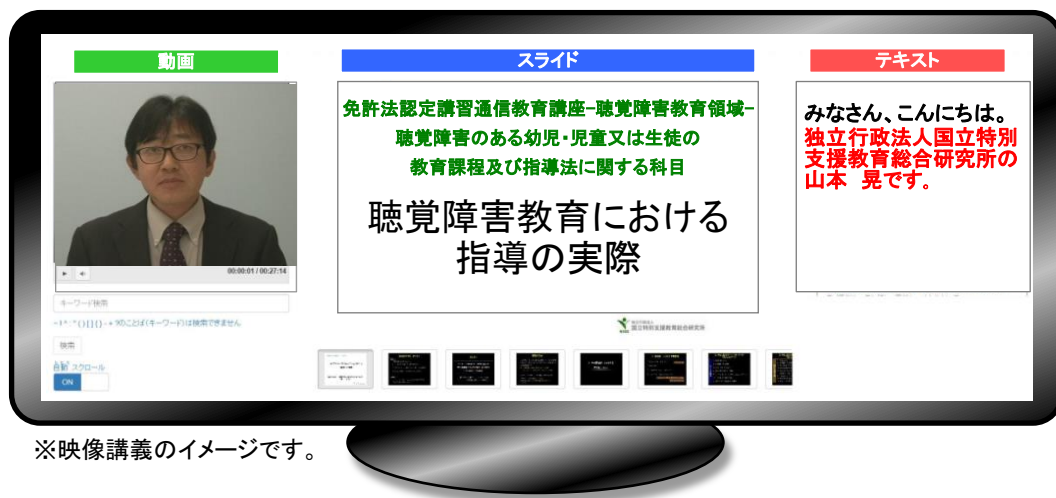 動画
スライド
テキスト
免許法認定講習通信教育講座–聴覚障害教育領域–
聴覚障害のある幼児・児童又は生徒の
教育課程及び指導法に関する科目
聴覚障害教育における
指導の実際
みなさん、こんにちは。
独立行政法人国立特別
支援教育総合研究所の
山本 晃です。
00:00:01 / 00:27:14
キーワード検索
検索
自動スクロール
ON
国立特別支援教育総合研究所
※映像講義のイメージです。